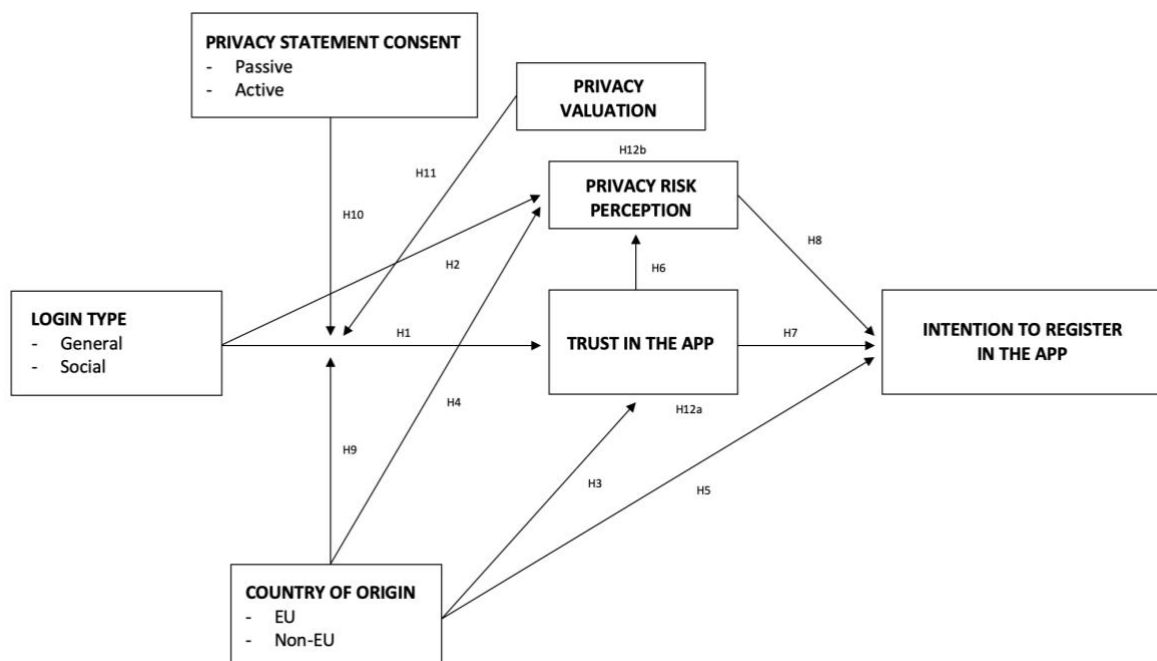 PRIVACY STATEMENT CONSENT
- Passive
- Active
PRIVACY
VALUATION
H12b
H11
PRIVACY RISK
PERCEPTION
H10
H8
H2
H6
LOGIN TYPE
- General
- Social
H1
TRUST IN THE APP
H7
INTENTION TO REGISTER
IN THE APP
H4
H12a
H9
H3
H5
COUNTRY OF ORIGIN
- EU
- Non-EU